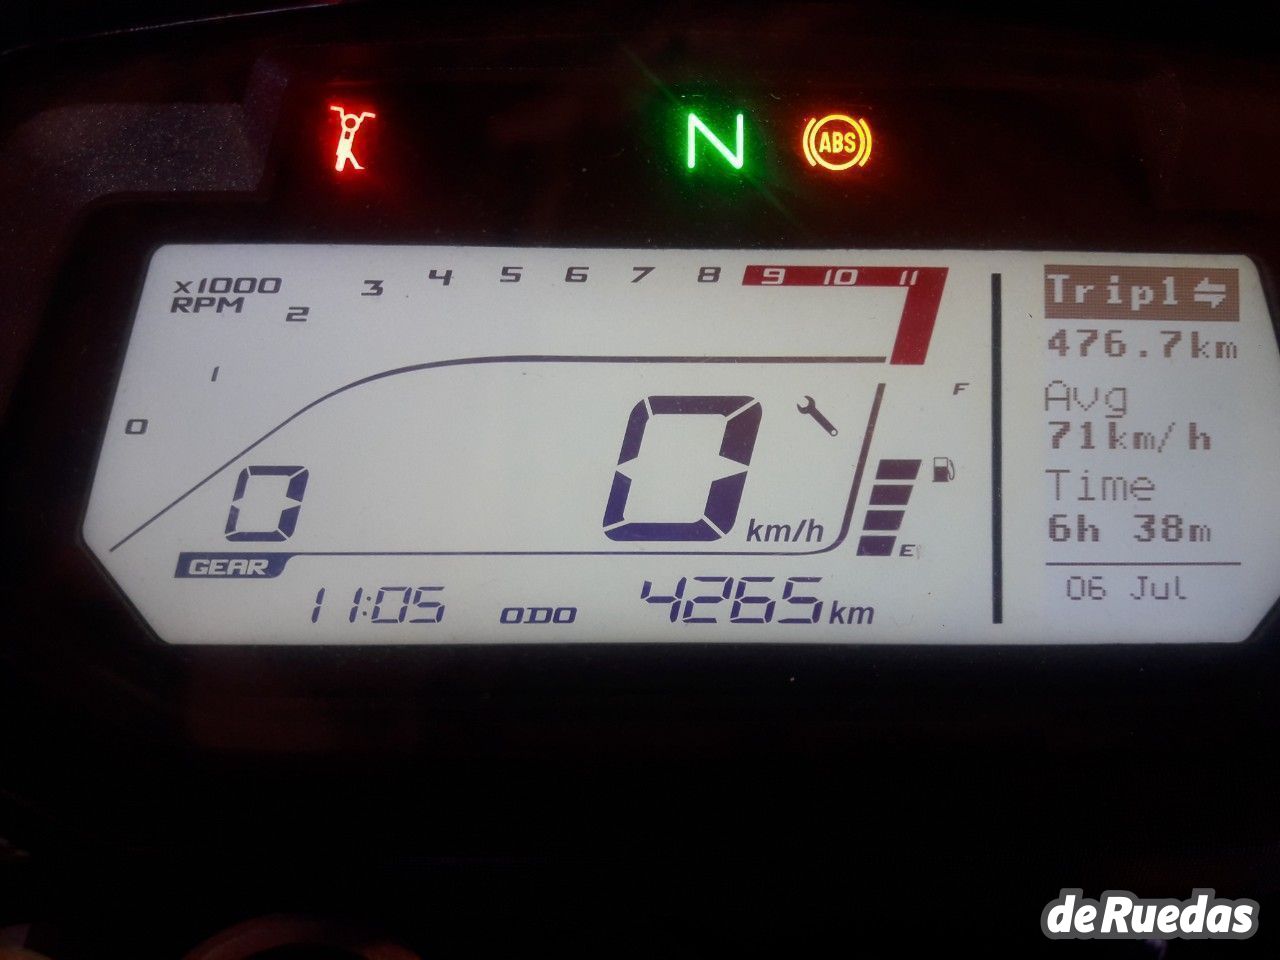 N ABS
x1000
RPM
0 1 2 3 4 5 6 7 8 9 10 11
Trip1
476.7km
Avg
71km/h
Time
6h 38m
06 Jul
F
E
0
GEAR
0 km/h
11:05 ODO 4265 km
deRuedas